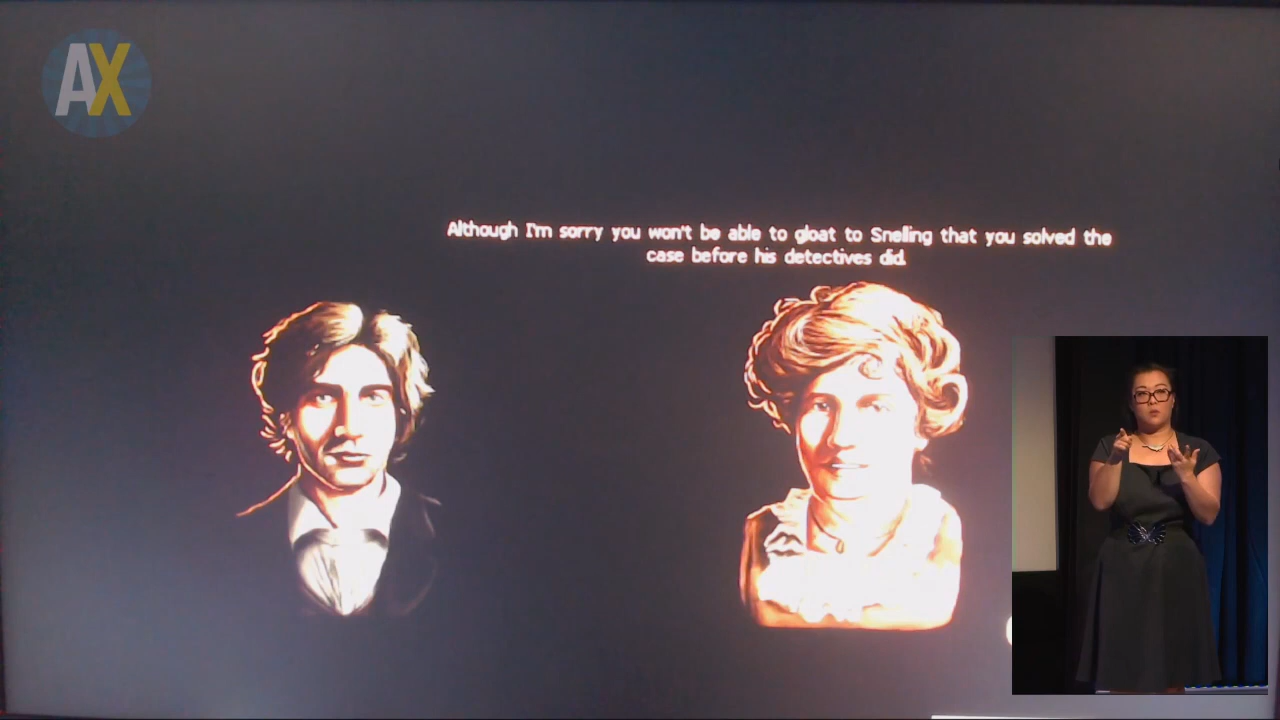 AX
Although I'm sorry you won't be able to gloat to Snelling that you solved the
case before his detectives did.